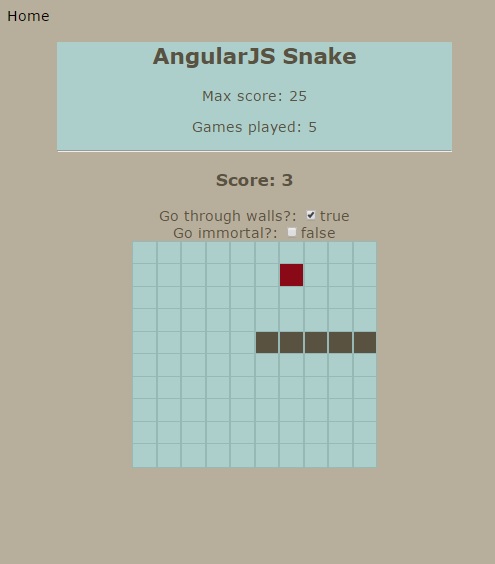 Home
AngularJS Snake
Max score: 25
Games played: 5
Score: 3
Go through walls?: true
Go immortal?: false